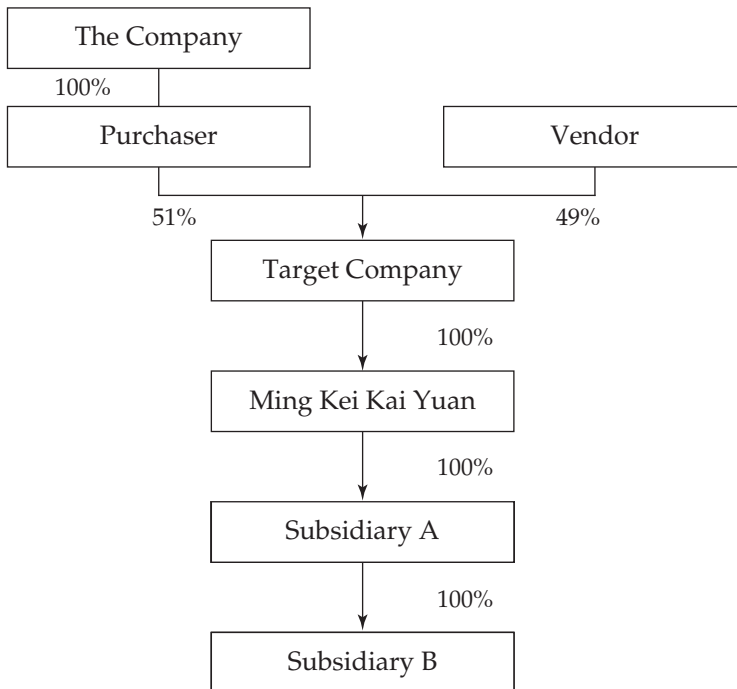 The Company
100%
Purchaser
Vendor
51%
49%
Target Company
100%
Ming Kei Kai Yuan
100%
Subsidiary A
100%
Subsidiary B